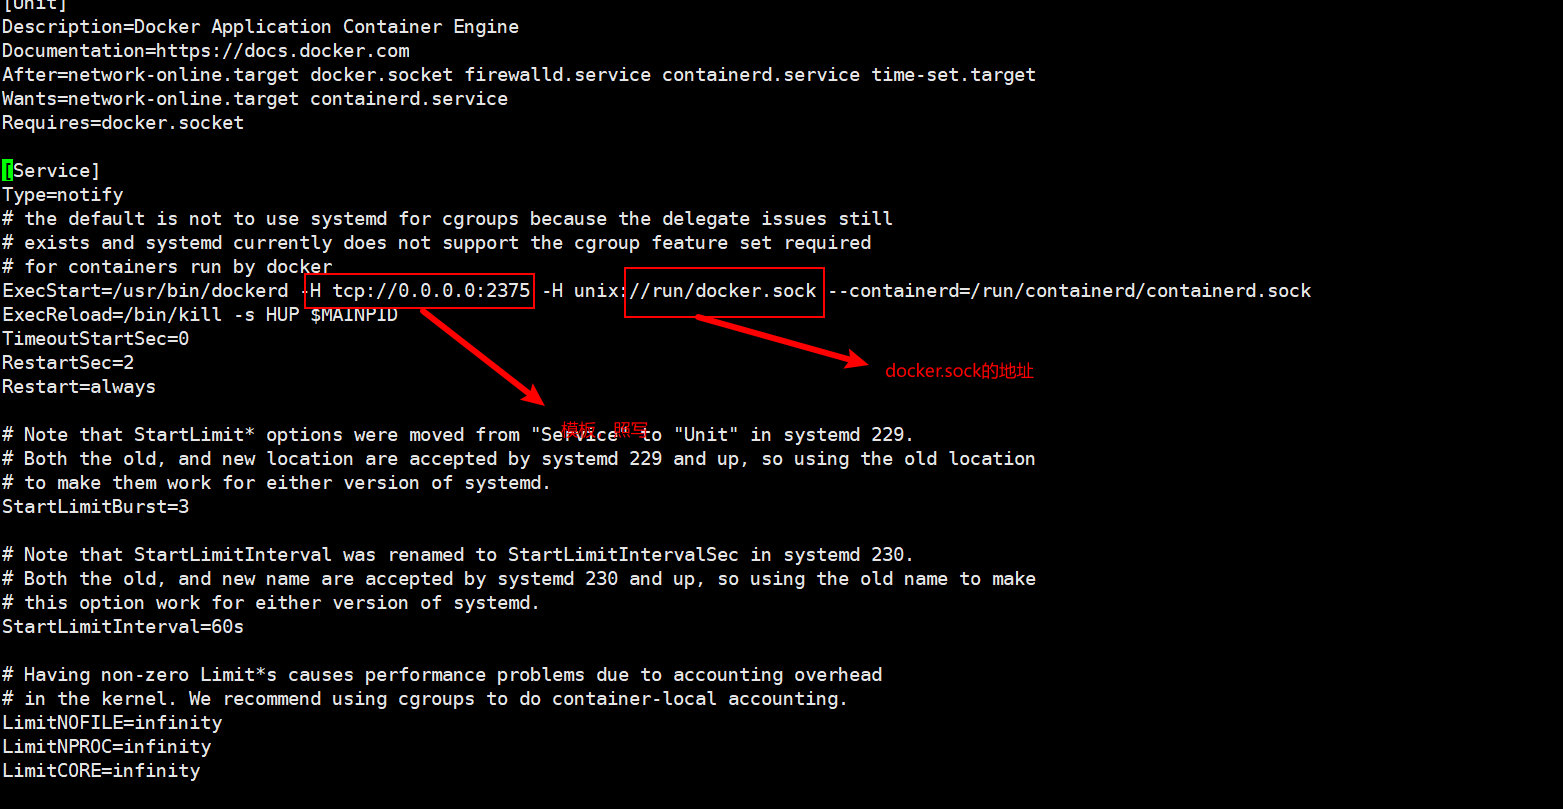 [Unit]
Description=Docker Application Container Engine
Documentation=https://docs.docker.com
After=network-online.target docker.socket firewalld.service containerd.service time-set.target
Wants=network-online.target containerd.service
Requires=docker.socket
[Service]
Type=notify
# the default is not to use systemd for cgroups because the delegate issues still
# exists and systemd currently does not support the cgroup feature set required
# for containers run by docker
ExecStart=/usr/bin/dockerd -H tcp://0.0.0.0:2375 -H unix://run/docker.sock --containerd=/run/containerd/containerd.sock
ExecReload=/bin/kill -s HUP $MAINPID
TimeoutStartSec=0
RestartSec=2
docker.sock的地址
Restart=always
模板 照写
# Note that StartLimit* options were moved from "Service" to "Unit" in systemd 229.
# Both the old, and new location are accepted by systemd 229 and up, so using the old location
# to make them work for either version of systemd.
StartLimitBurst=3
# Note that StartLimitInterval was renamed to StartLimitIntervalSec in systemd 230.
# Both the old, and new name are accepted by systemd 230 and up, so using the old name to make
# this option work for either version of systemd.
StartLimitInterval=60s
# Having non-zero Limit*s causes performance problems due to accounting overhead
# in the kernel. We recommend using cgroups to do container-local accounting.
LimitNOFILE=infinity
LimitNPROC=infinity
LimitCORE=infinity